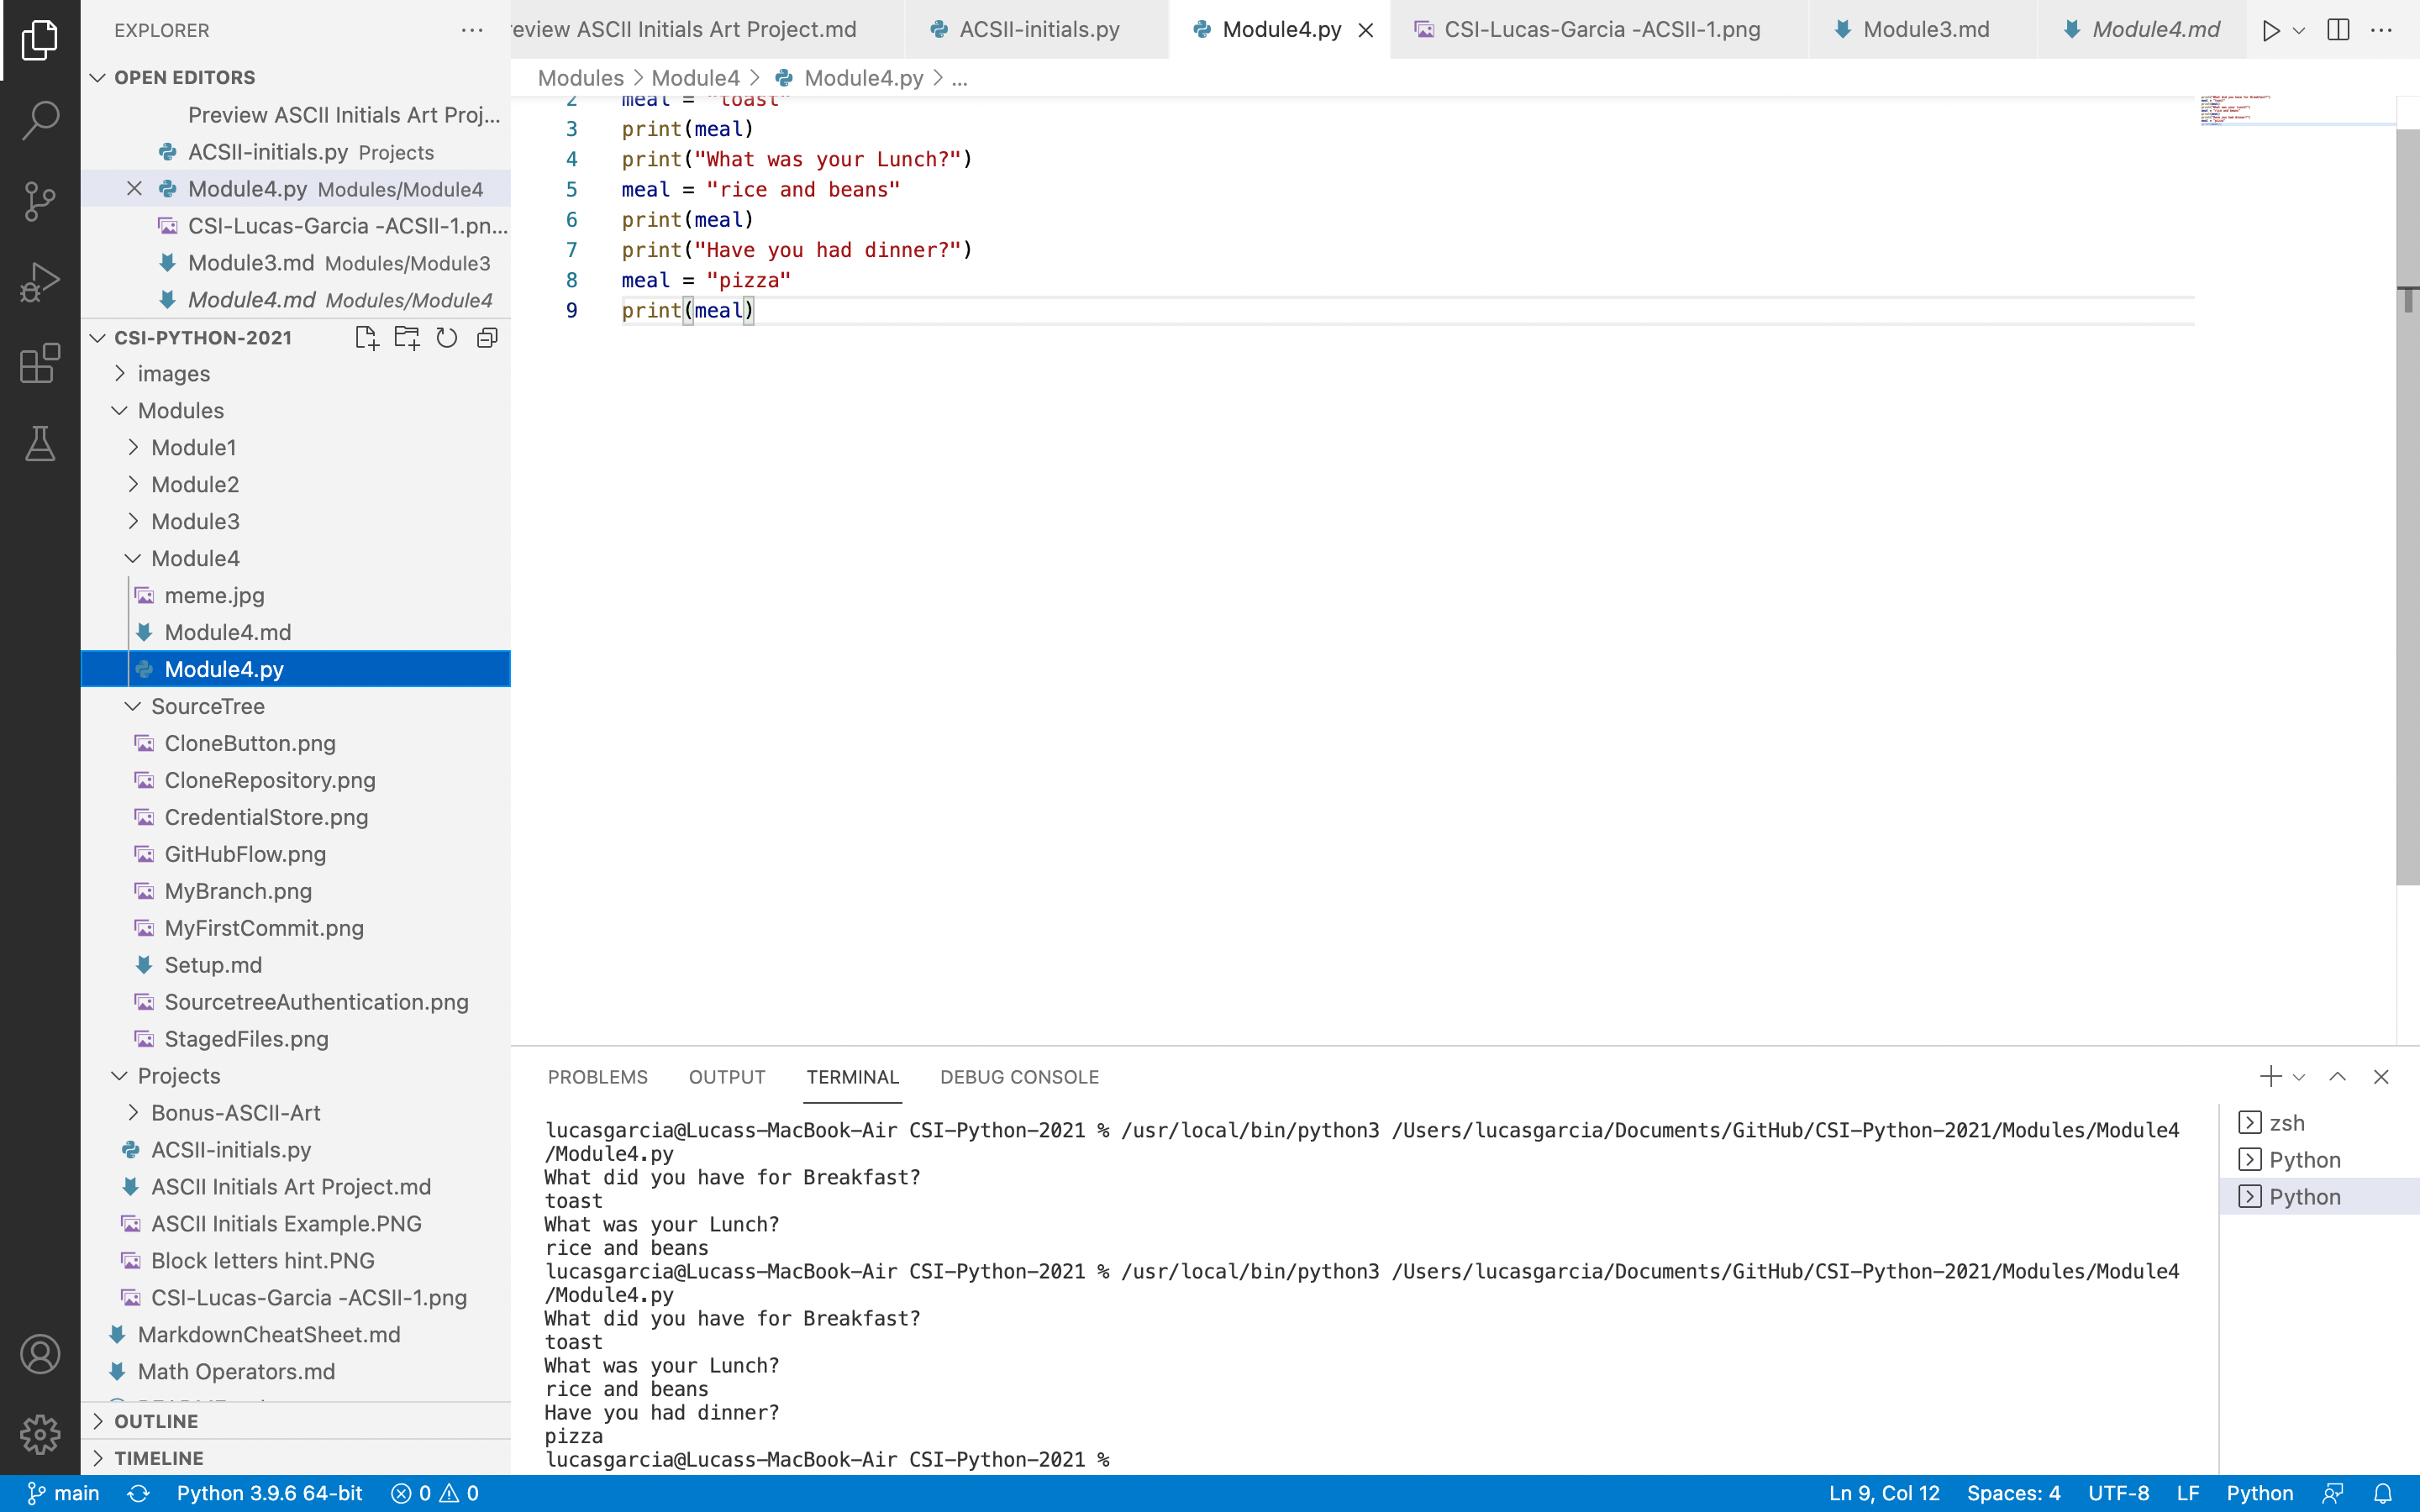 EXPLORER
OPEN EDITORS
Preview ASCII Initials Art Proj...
ACSII-initials.py Projects
Module4.py Modules/Module4
CSI-Lucas-Garcia -ACSII-1.pn...
Module3.md Modules/Module3
Module4.md Modules/Module4
CSI-PYTHON-2021
images
Modules
Module1
Module2
Module3
Module4
meme.jpg
Module4.md
Module4.py
SourceTree
CloneButton.png
CloneRepository.png
CredentialStore.png
GitHubFlow.png
MyBranch.png
MyFirstCommit.png
Setup.md
SourcetreeAuthentication.png
StagedFiles.png
Projects
Bonus-ASCII-Art
ACSII-initials.py
ASCII Initials Art Project.md
ASCII Initials Example.PNG
Block letters hint.PNG
CSI-Lucas-Garcia -ACSII-1.png
MarkdownCheatSheet.md
Math Operators.md
OUTLINE
TIMELINE
review ASCII Initials Art Project.md ACSII-initials.py Module4.py CSI-Lucas-Garcia -ACSII-1.png Module3.md Module4.md
Modules > Module4 > Module4.py > ...
2 meal = "toast"
3 print(meal)
4 print("What was your Lunch?")
5 meal = "rice and beans"
6 print(meal)
7 print("Have you had dinner?")
8 meal = "pizza"
9 print(meal)
PROBLEMS OUTPUT TERMINAL DEBUG CONSOLE
lucasgarcia@Lucass-MacBook-Air CSI-Python-2021 % /usr/local/bin/python3 /Users/lucasgarcia/Documents/GitHub/CSI-Python-2021/Modules/Module4
/Module4.py
What did you have for Breakfast?
toast
What was your Lunch?
rice and beans
lucasgarcia@Lucass-MacBook-Air CSI-Python-2021 % /usr/local/bin/python3 /Users/lucasgarcia/Documents/GitHub/CSI-Python-2021/Modules/Module4
/Module4.py
What did you have for Breakfast?
toast
What was your Lunch?
rice and beans
Have you had dinner?
pizza
lucasgarcia@Lucass-MacBook-Air CSI-Python-2021 %
zsh
Python
Python
main Python 3.9.6 64-bit 0 0 Ln 9, Col 12 Spaces: 4 UTF-8 LF Python